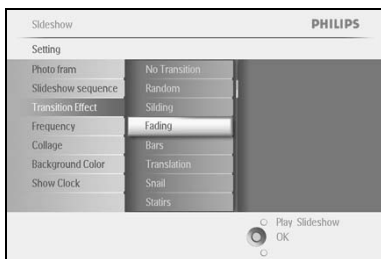 Slideshow PHILIPS
Setting
Photo fram No Transition
Slideshow sequence Random
Transition Effect Silding
Frequency Fading
Collage Bars
Background Color Translation
Show Clock Snail
Statirs
Play Slideshow
OK